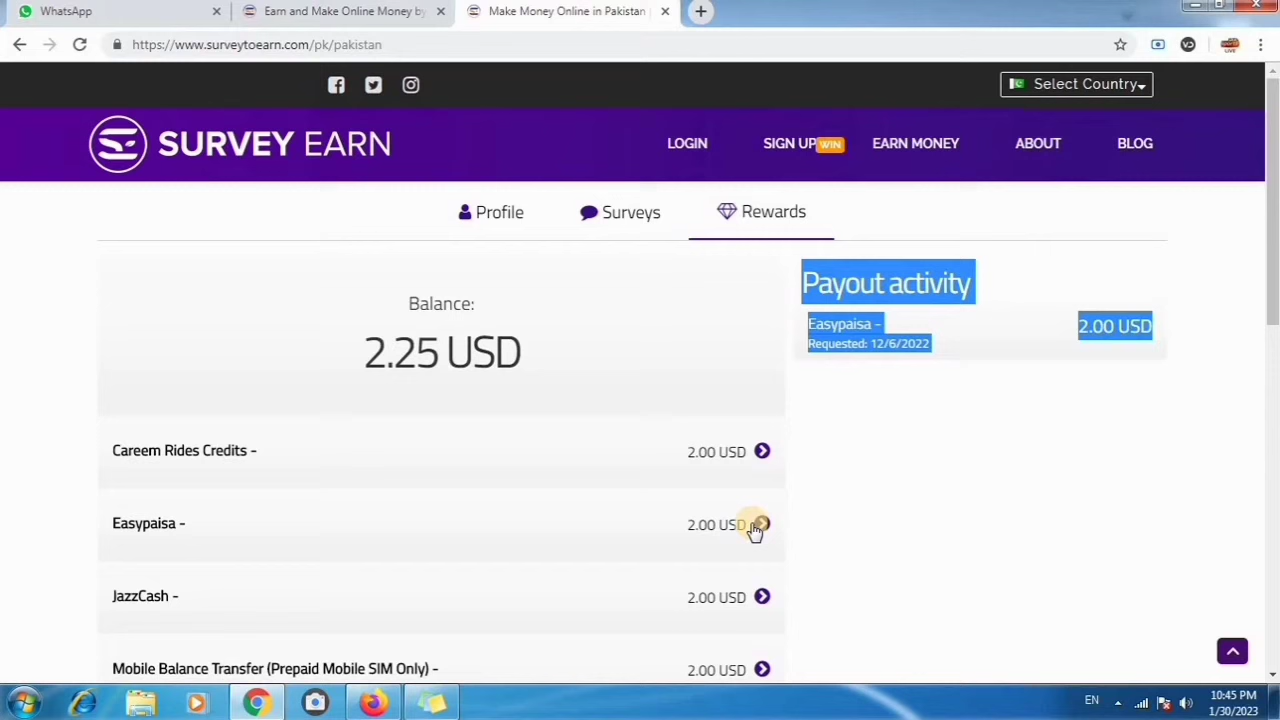 WhatsApp
Earn and Make Online Money by
Make Money Online in Pakistan
https://www.surveytoearn.com/pk/pakistan
Select Country
SURVEY EARN
LOGIN
SIGN UP WIN
EARN MONEY
ABOUT
BLOG
Profile
Surveys
Rewards
Balance:
2.25 USD
Payout activity
Easypaisa -
2.00 USD
Requested: 12/6/2022
Careem Rides Credits -
2.00 USD
Easypaisa -
2.00 USD
JazzCash -
2.00 USD
Mobile Balance Transfer (Prepaid Mobile SIM Only) -
2.00 USD
EN
10:45 PM
1/30/2023